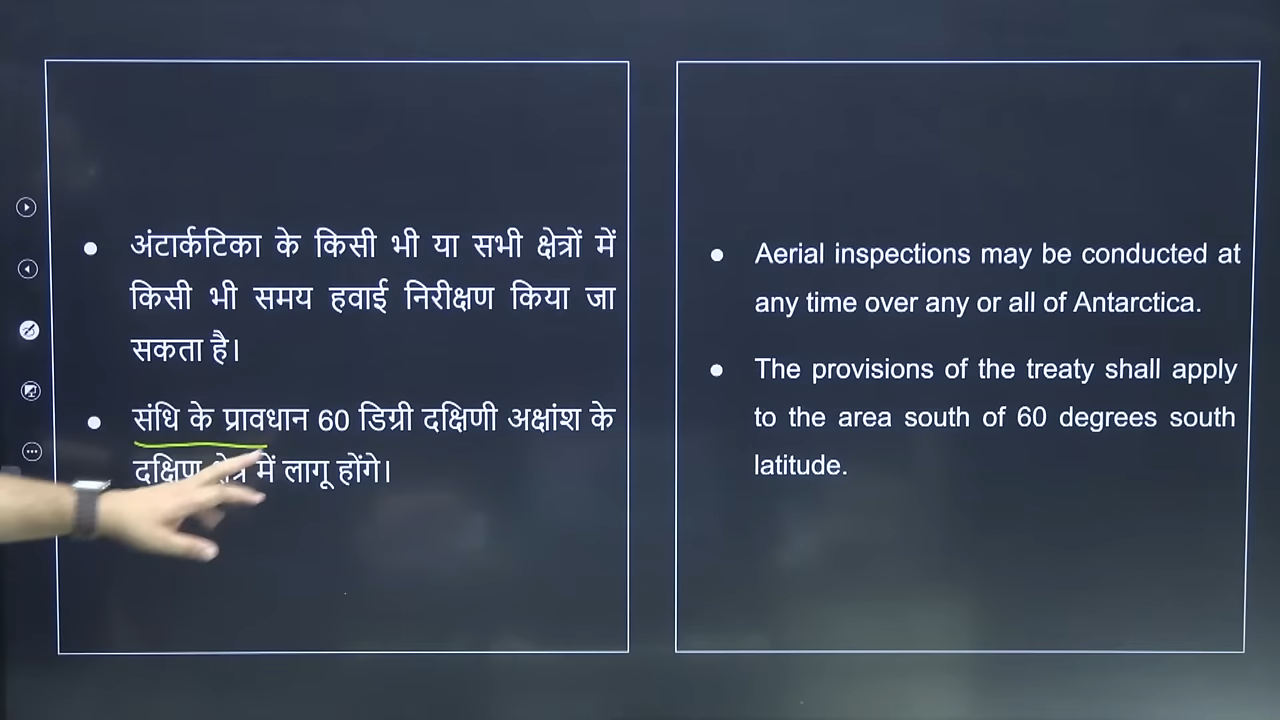 अंटार्कटिका के किसी भी या सभी क्षेत्रों में
किसी भी समय हवाई निरीक्षण किया जा
सकता है।
संधि के प्रावधान 60 डिग्री दक्षिणी अक्षांश के
दक्षिण क्षेत्र में लागू होंगे।
Aerial inspections may be conducted at
any time over any or all of Antarctica.
The provisions of the treaty shall apply
to the area south of 60 degrees south
latitude.